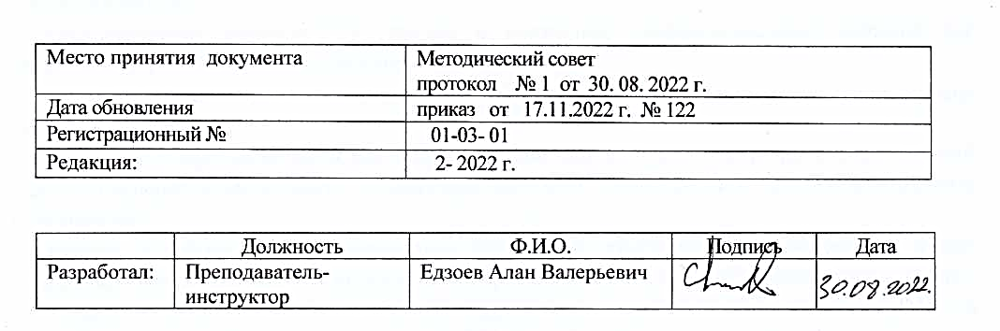 Место принятия документа Методический совет
протокол № 1 от 30. 08. 2022 г.
Дата обновления приказ от 17.11.2022 г. № 122
Регистрационный № 01-03- 01
Редакция: 2- 2022 г.
Должность Ф.И.О. Подпись Дата
Разработал: Преподаватель- Едзоев Алан Валерьевич 30.08.2022.
инструктор